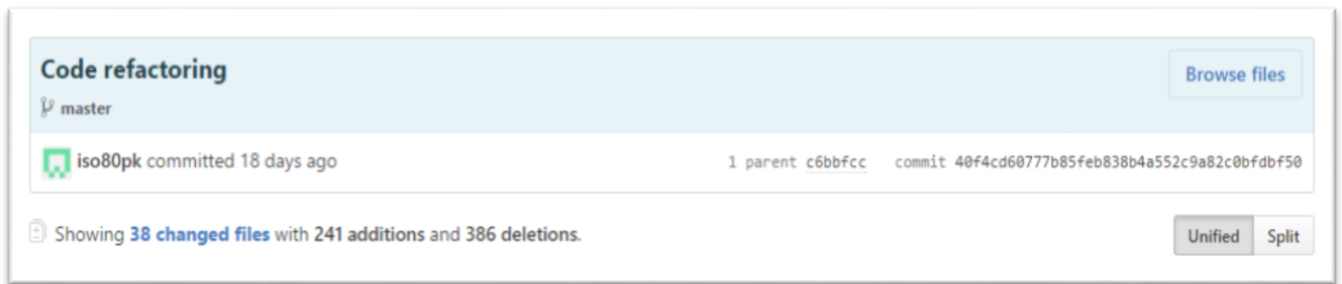 Code refactoring
Browse files
master
iso80pk committed 18 days ago
1 parent c6bbfcc commit 40f4cd60777b85feb838b4a552c9a82c0bfdbf50
Showing 38 changed files with 241 additions and 386 deletions.
Unified Split